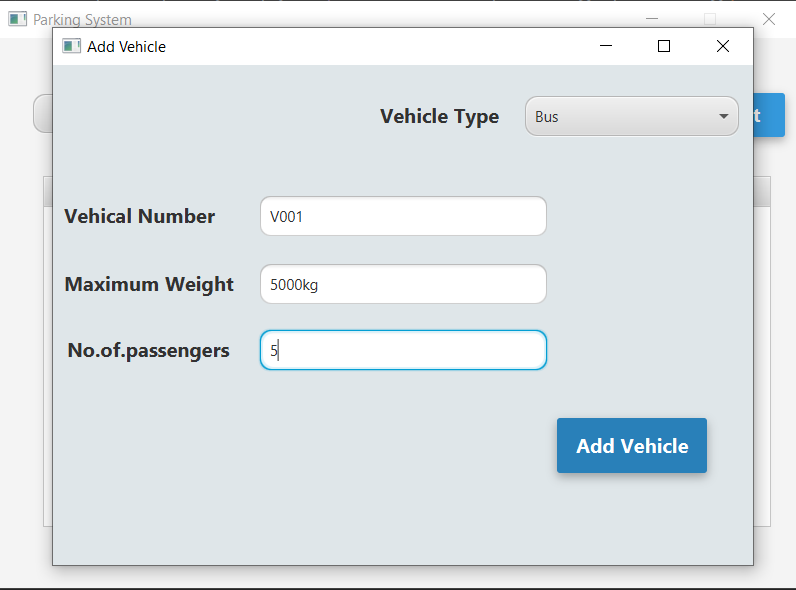 Parking System
Add Vehicle
Vehicle Type Bus
t
Vehical Number V001
Maximum Weight 5000kg
No.of.passengers 5
Add Vehicle